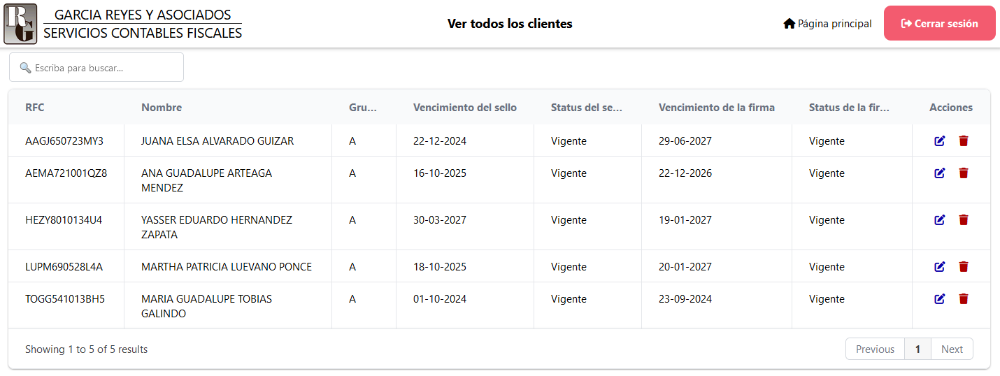 RG
GARCIA REYES Y ASOCIADOS
SERVICIOS CONTABLES FISCALES
Ver todos los clientes
Página principal
Cerrar sesión
Escriba para buscar...
RFC Nombre Gru... Vencimiento del sello Status del se... Vencimiento de la firma Status de la fir... Acciones
AAGJ650723MY3 JUANA ELSA ALVARADO GUIZAR A 22-12-2024 Vigente 29-06-2027 Vigente
AEMA721001QZ8 ANA GUADALUPE ARTEAGA A 16-10-2025 Vigente 22-12-2026 Vigente
MENDEZ
HEZY8010134U4 YASSER EDUARDO HERNANDEZ A 30-03-2027 Vigente 19-01-2027 Vigente
ZAPATA
LUPM690528L4A MARTHA PATRICIA LUEVANO PONCE A 18-10-2025 Vigente 20-01-2027 Vigente
TOGG541013BH5 MARIA GUADALUPE TOBIAS A 01-10-2024 Vigente 23-09-2024 Vigente
GALINDO
Showing 1 to 5 of 5 results
Previous 1 Next